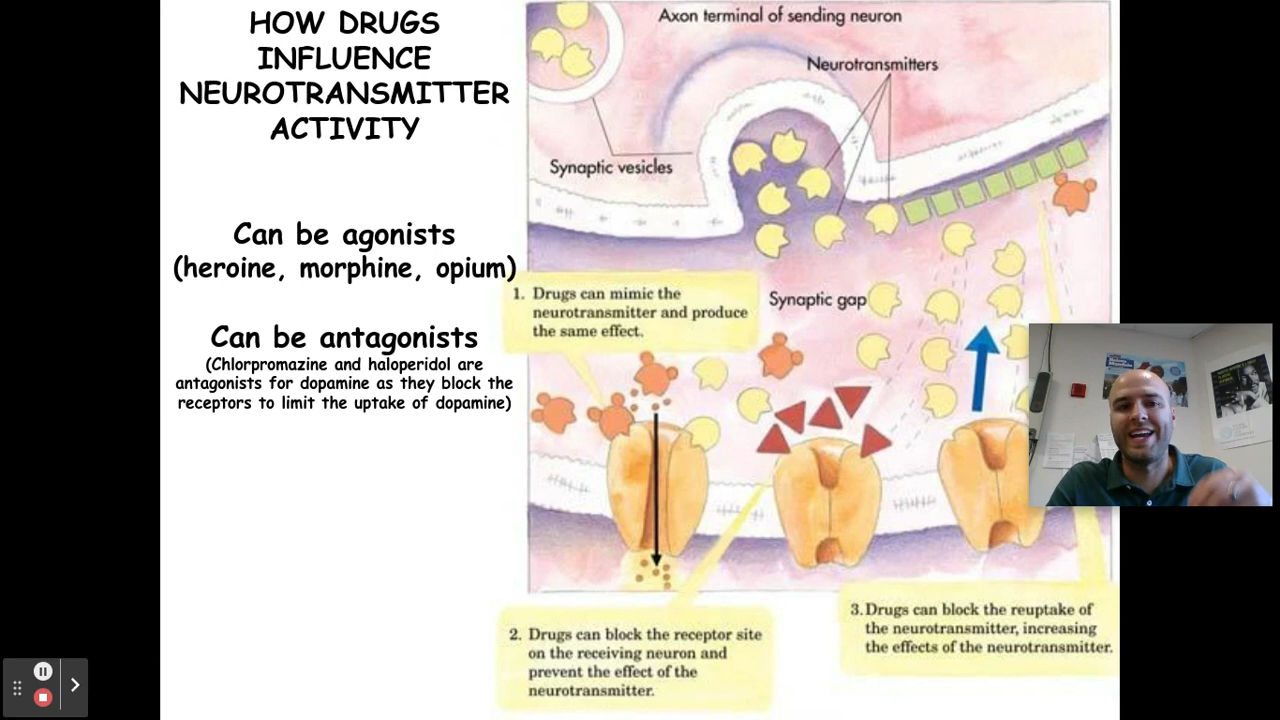 HOW DRUGS
INFLUENCE
NEUROTRANSMITTER
ACTIVITY
Can be agonists
(heroine, morphine, opium)
Can be antagonists
(Chlorpromazine and haloperidol are
antagonists for dopamine as they block the
receptors to limit the uptake of dopamine)
Axon terminal of sending neuron
Neurotransmitters
Synaptic vesicles
Synaptic gap
1. Drugs can mimic the
neurotransmitter and produce
the same effect.
2. Drugs can block the receptor site
on the receiving neuron and
prevent the effect of the
neurotransmitter.
3. Drugs can block the reuptake of
the neurotransmitter, increasing
the effects of the neurotransmitter.